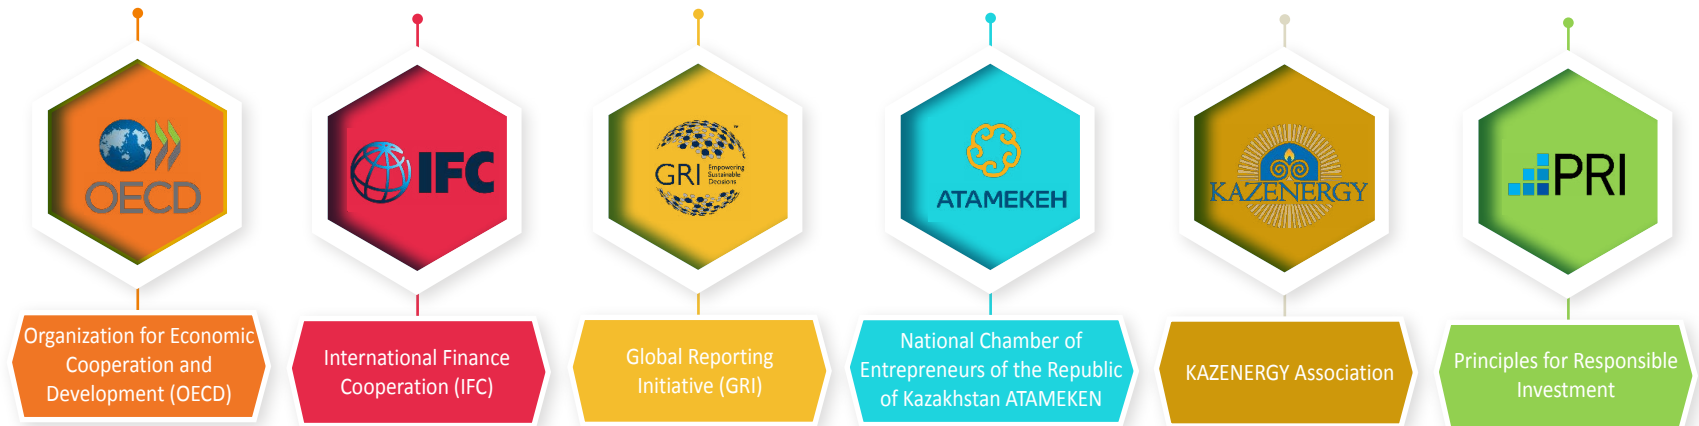 OECD
IFC
GRI
Empowering
Sustainable
Decisions
ATAMEKEH
KAZENERGY
PRI
Organization for Economic
Cooperation and
Development (OECD)
International Finance
Cooperation (IFC)
Global Reporting
Initiative (GRI)
National Chamber of
Entrepreneurs of the Republic
of Kazakhstan ATAMEKEN
KAZENERGY Association
Principles for Responsible
Investment